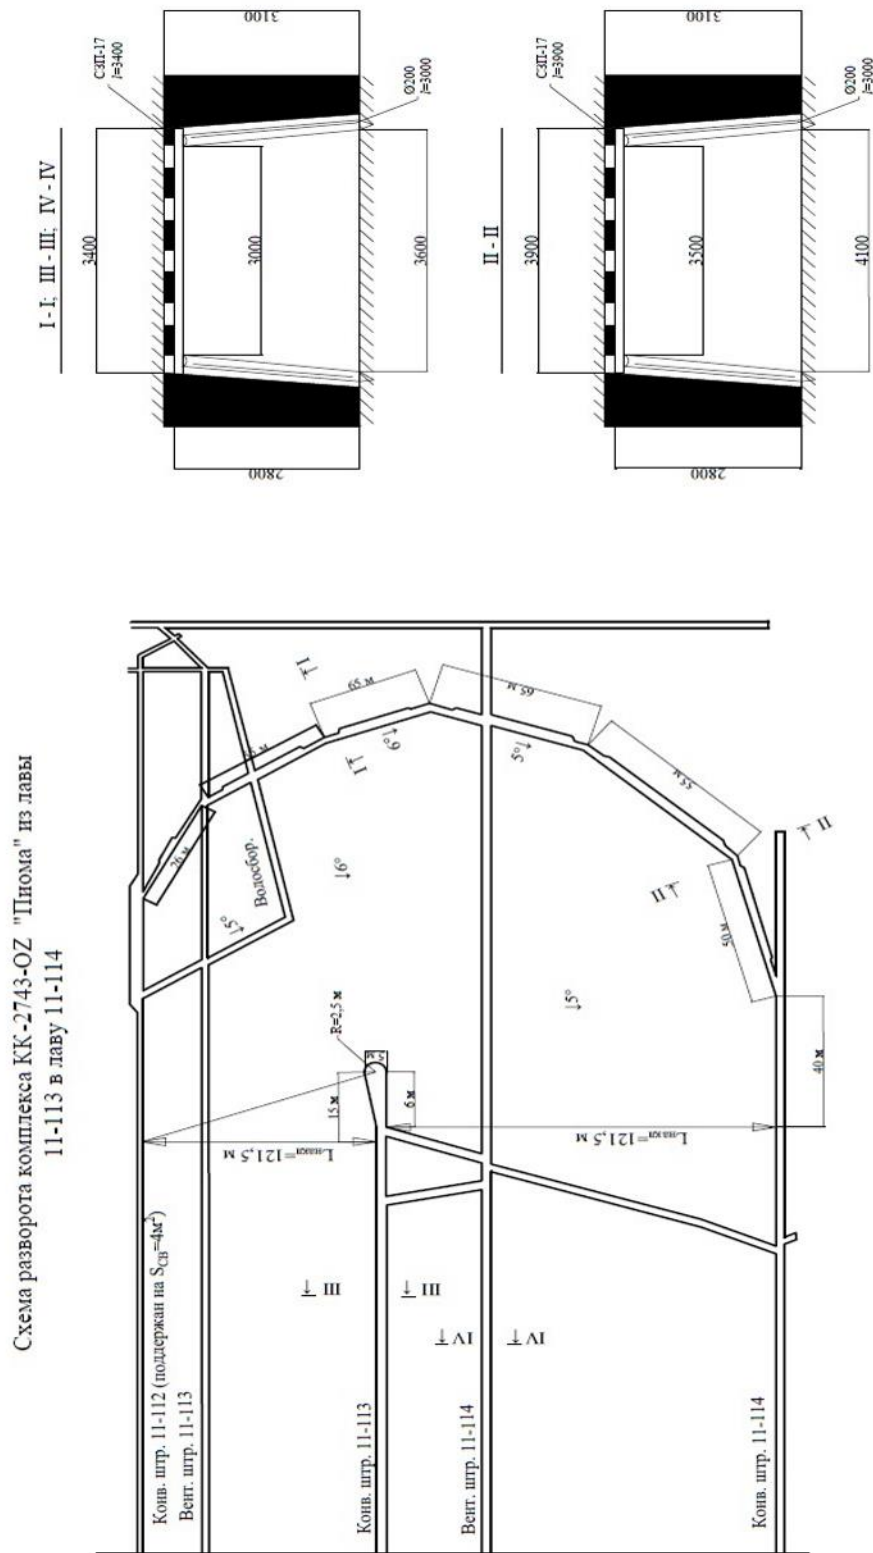 Схема разворота комплекса КК-2743-OZ "Пиома" из лавы
11-113 в лаву 11-114
Конв. штр. 11-112 (поддержан на SСВ=4м²)
Вент. штр. 11-113
Конв. штр. 11-113
Вент. штр. 11-114
Конв. штр. 11-114
Lнакл=121,5 м
Lнакл=121,5 м
15 м
6 м
5 м
R=2,5 м
40 м
50 м
55 м
65 м
65 м
26 м
Водосбор.
5°
6°
6°
5°
5°
I
I
II
II
III
III
IV
IV
I - I; III - III; IV - IV
3400
3000
3600
СЗП-17
l=3400
Ø200
l=3000
3100
2800
II - II
3900
3500
4100
СЗП-17
l=3900
Ø200
l=3000
3100
2800